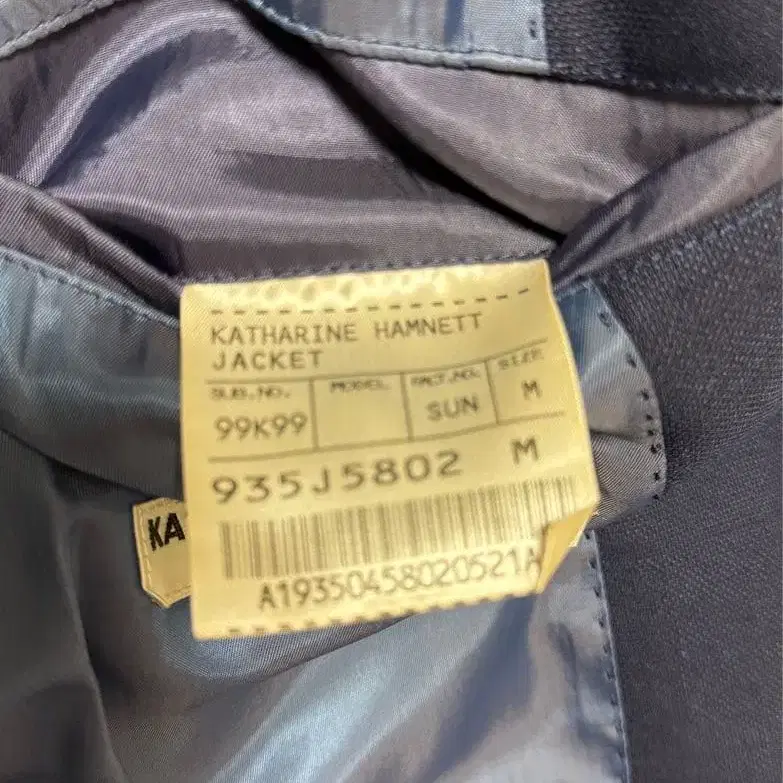 KATHARINE HAMNETT
JACKET
SUB.NO. MODEL FACT.NO. SIZE
99K99 SUN M
935J5802 M
A19350458020521A
KA